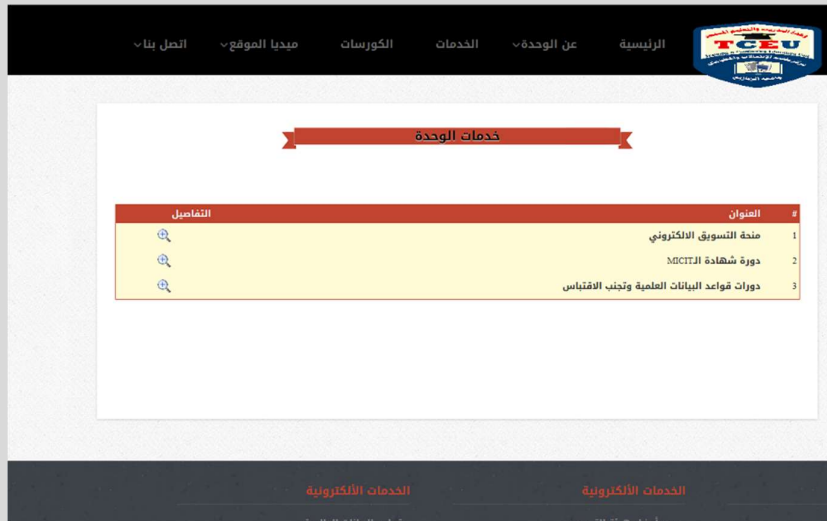 TCEU
الرئيسية
عن الوحدة
الخدمات
الكورسات
ميديا الموقع
اتصل بنا
خدمات الوحدة
# العنوان التفاصيل
1 منحة التسويق الالكتروني
2 دورة شهادة الـMICIT
3 دورات قواعد البيانات العلمية وتجنب الاقتباس
الخدمات الألكترونية
الخدمات الألكترونية